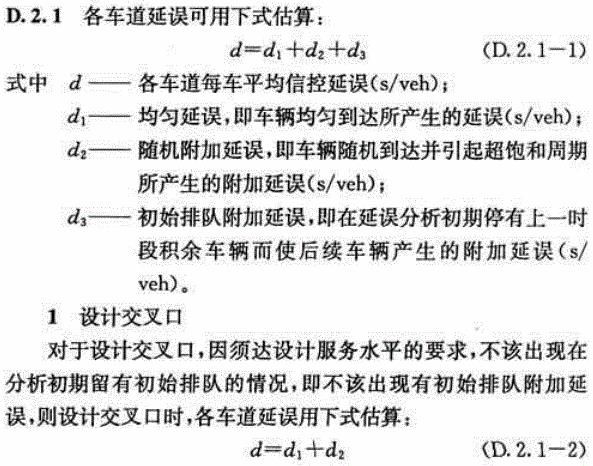 D.2.1 各车道延误可用下式估算：
d=d₁+d₂+d₃ (D.2.1-1)
式中 d —— 各车道每车平均信控延误(s/veh)；
d₁—— 均匀延误，即车辆均匀到达所产生的延误(s/veh)；
d₂—— 随机附加延误，即车辆随机到达并引起超饱和周期
所产生的附加延误(s/veh)；
d₃—— 初始排队附加延误，即在延误分析初期停有上一时
段积余车辆而使后续车辆产生的附加延误(s/
veh)。
1 设计交叉口
对于设计交叉口，因须达设计服务水平的要求，不该出现在
分析初期留有初始排队的情况，即不该出现有初始排队附加延
误，则设计交叉口时，各车道延误用下式估算：
d=d₁+d₂ (D.2.1-2)